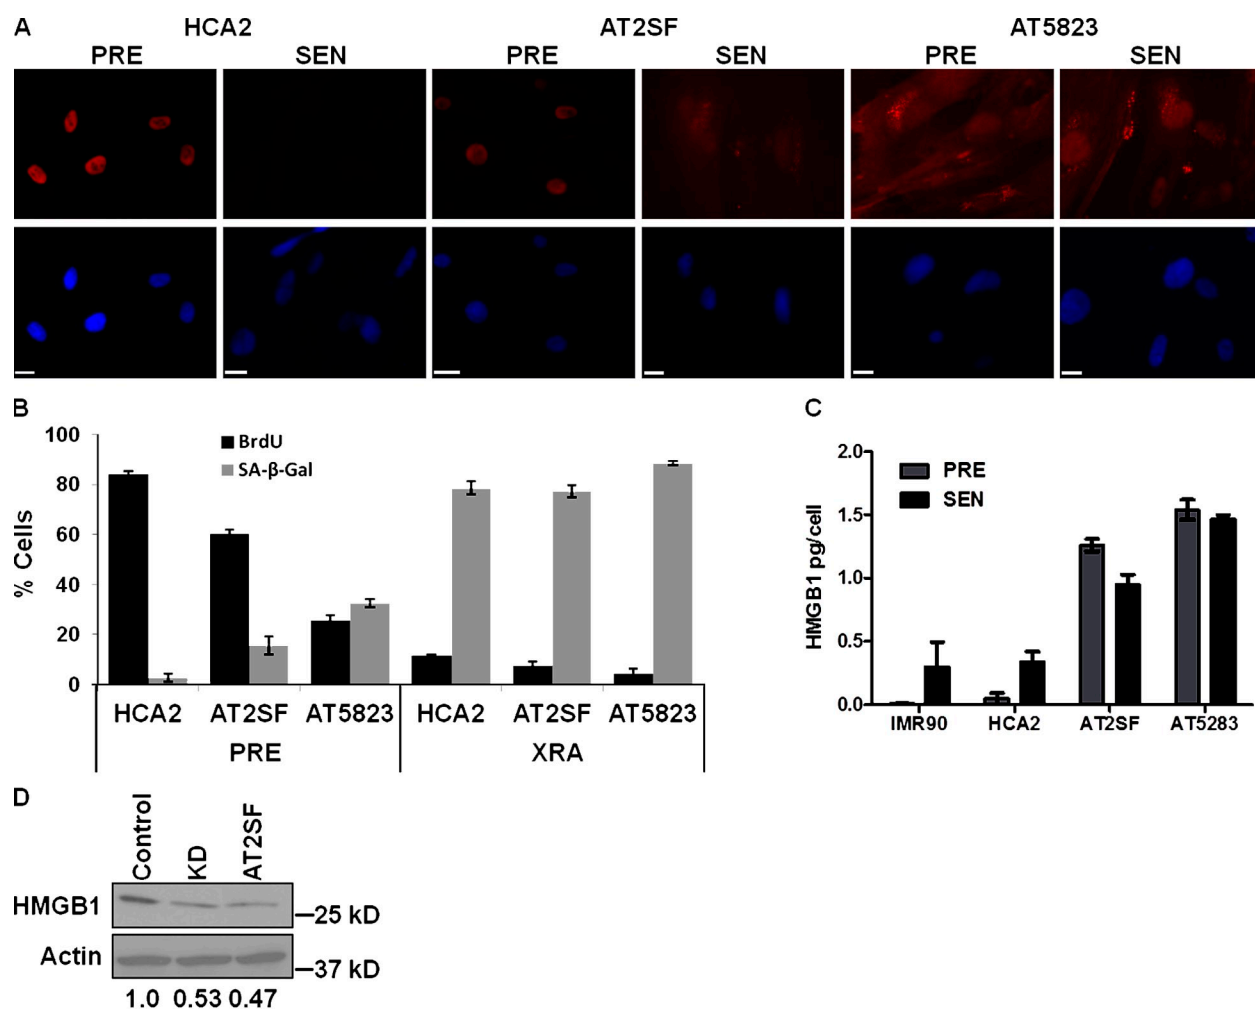 A HCA2 AT2SF AT5823
PRE SEN PRE SEN PRE SEN
B
100
80
60
40
20
0
% Cells
BrdU
SA-β-Gal
HCA2 AT2SF AT5823 HCA2 AT2SF AT5823
PRE XRA
C
2.0
1.5
1.0
0.5
0.0
HMGB1 pg/cell
PRE
SEN
IMR90 HCA2 AT2SF AT5283
D
Control KD AT2SF
HMGB1 25 kD
Actin 37 kD
1.0 0.53 0.47